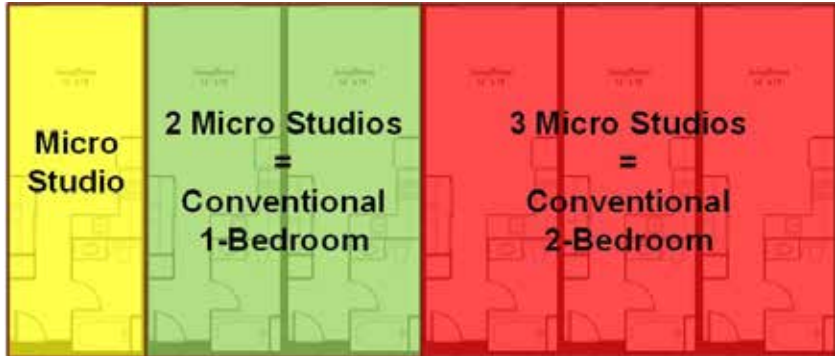 Micro
Studio
2 Micro Studios
=
Conventional
1-Bedroom
3 Micro Studios
=
Conventional
2-Bedroom